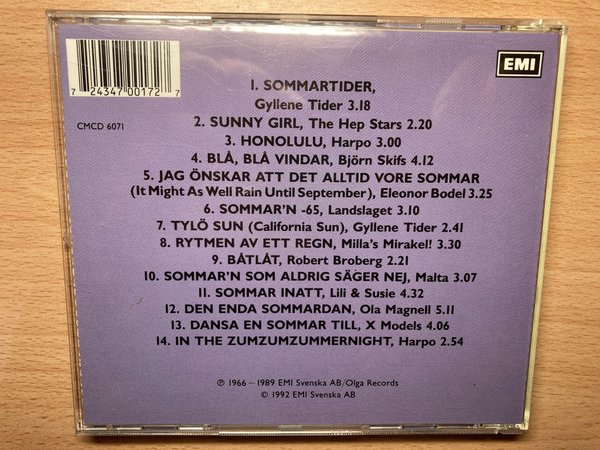 7 24347 00172 7
CMCD 6071
EMI
1. SOMMARTIDER,
Gyllene Tider 3.18
2. SUNNY GIRL, The Hep Stars 2.20
3. HONOLULU, Harpo 3.00
4. BLÅ, BLÅ VINDAR, Björn Skifs 4.12
5. JAG ÖNSKAR ATT DET ALLTID VORE SOMMAR
(It Might As Well Rain Until September), Eleonor Bodel 3.25
6. SOMMAR'N -65, Landslaget 3.10
7. TYLÖ SUN (California Sun), Gyllene Tider 2.41
8. RYTMEN AV ETT REGN, Milla's Mirakel! 3.30
9. BÅTLÅT, Robert Broberg 2.21
10. SOMMAR'N SOM ALDRIG SÄGER NEJ, Malta 3.07
11. SOMMAR INATT, Lili & Susie 4.32
12. DEN ENDA SOMMARDAN, Ola Magnell 5.11
13. DANSA EN SOMMAR TILL, X Models 4.06
14. IN THE ZUMZUMZUMMERNIGHT, Harpo 2.54
℗ 1966 – 1989 EMI Svenska AB/Olga Records
© 1992 EMI Svenska AB